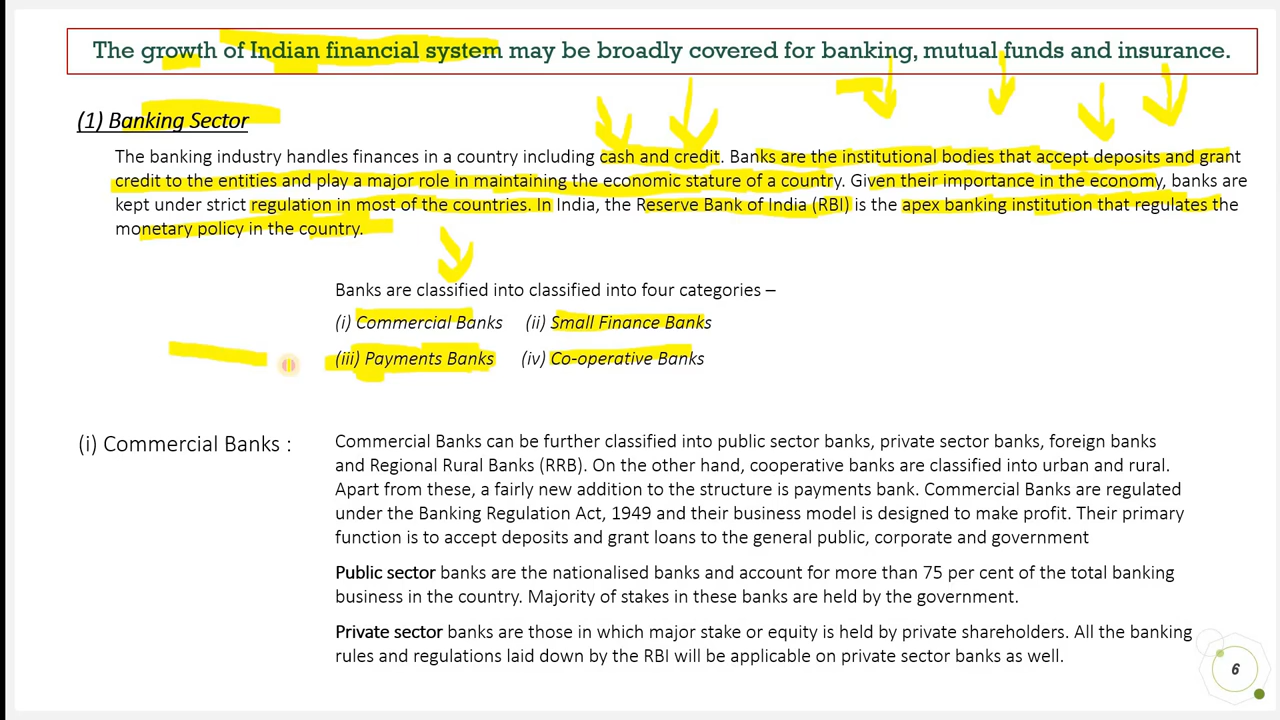 The growth of Indian financial system may be broadly covered for banking, mutual funds and insurance.
(1) Banking Sector
The banking industry handles finances in a country including cash and credit. Banks are the institutional bodies that accept deposits and grant
credit to the entities and play a major role in maintaining the economic stature of a country. Given their importance in the economy, banks are
kept under strict regulation in most of the countries. In India, the Reserve Bank of India (RBI) is the apex banking institution that regulates the
monetary policy in the country.
Banks are classified into classified into four categories –
(i) Commercial Banks (ii) Small Finance Banks
(iii) Payments Banks (iv) Co-operative Banks
(i) Commercial Banks :
Commercial Banks can be further classified into public sector banks, private sector banks, foreign banks
and Regional Rural Banks (RRB). On the other hand, cooperative banks are classified into urban and rural.
Apart from these, a fairly new addition to the structure is payments bank. Commercial Banks are regulated
under the Banking Regulation Act, 1949 and their business model is designed to make profit. Their primary
function is to accept deposits and grant loans to the general public, corporate and government
Public sector banks are the nationalised banks and account for more than 75 per cent of the total banking
business in the country. Majority of stakes in these banks are held by the government.
Private sector banks are those in which major stake or equity is held by private shareholders. All the banking
rules and regulations laid down by the RBI will be applicable on private sector banks as well.
6